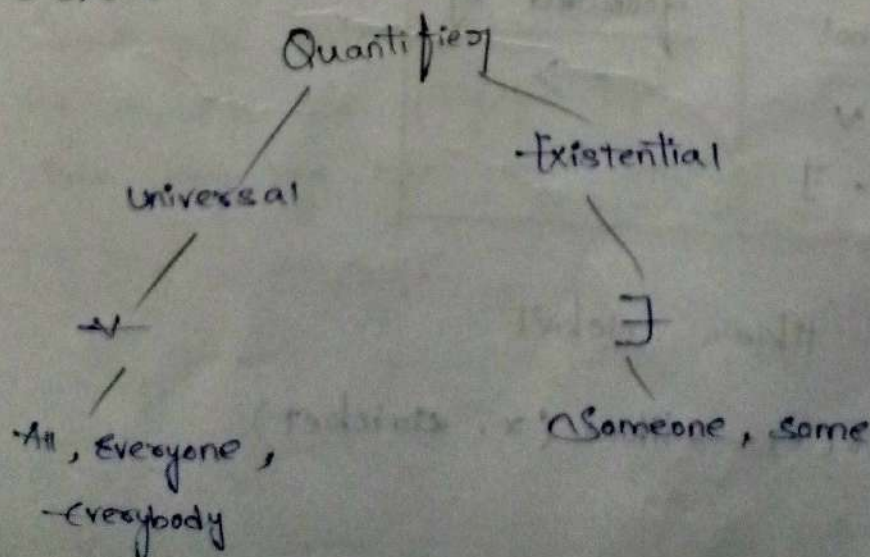 Quantifier
Existential
universal
∀
∃
All, Everyone,
Someone, some
Everybody